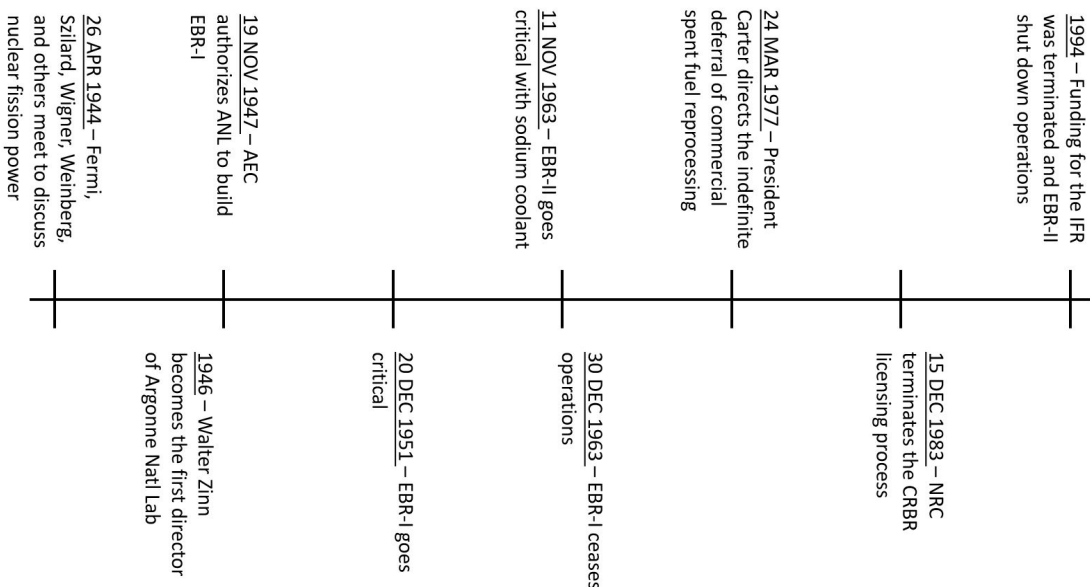 26 APR 1944 – Fermi,
Szilard, Wigner, Weinberg,
and others meet to discuss
nuclear fission power
1946 – Walter Zinn
becomes the first director
of Argonne Natl Lab
19 NOV 1947 – AEC
authorizes ANL to build
EBR-I
20 DEC 1951 – EBR-I goes
critical
11 NOV 1963 – EBR-II goes
critical with sodium coolant
30 DEC 1963 – EBR-I ceases
operations
24 MAR 1977 – President
Carter directs the indefinite
deferral of commercial
spent fuel reprocessing
15 DEC 1983 – NRC
terminates the CRBR
licensing process
1994 – Funding for the IFR
was terminated and EBR-II
shut down operations